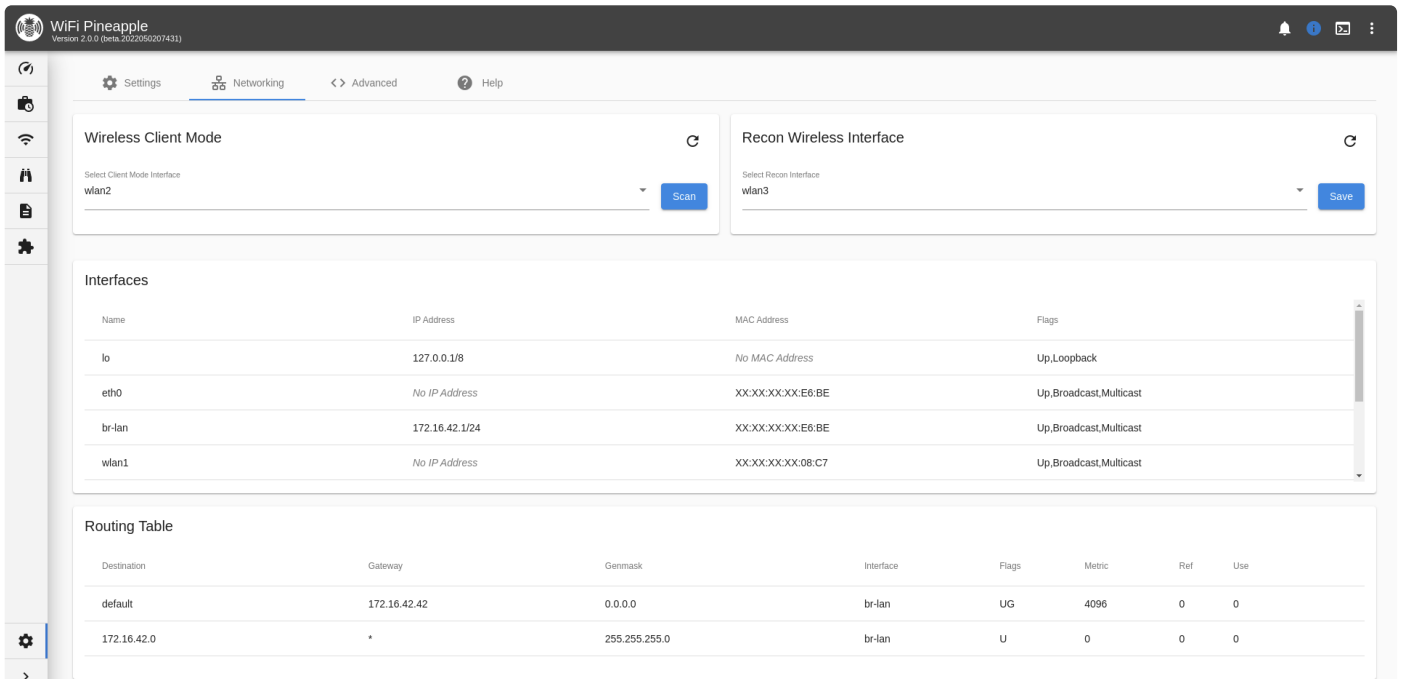 WiFi Pineapple
Version 2.0.0 (beta.2022050207431)
Settings Networking Advanced Help
Wireless Client Mode
Select Client Mode Interface
wlan2
Scan
Recon Wireless Interface
Select Recon Interface
wlan3
Save
Interfaces
Name IP Address MAC Address Flags
lo 127.0.0.1/8 No MAC Address Up,Loopback
eth0 No IP Address XX:XX:XX:XX:E6:BE Up,Broadcast,Multicast
br-lan 172.16.42.1/24 XX:XX:XX:XX:E6:BE Up,Broadcast,Multicast
wlan1 No IP Address XX:XX:XX:XX:08:C7 Up,Broadcast,Multicast
Routing Table
Destination Gateway Genmask Interface Flags Metric Ref Use
default 172.16.42.42 0.0.0.0 br-lan UG 4096 0 0
172.16.42.0 * 255.255.255.0 br-lan U 0 0 0